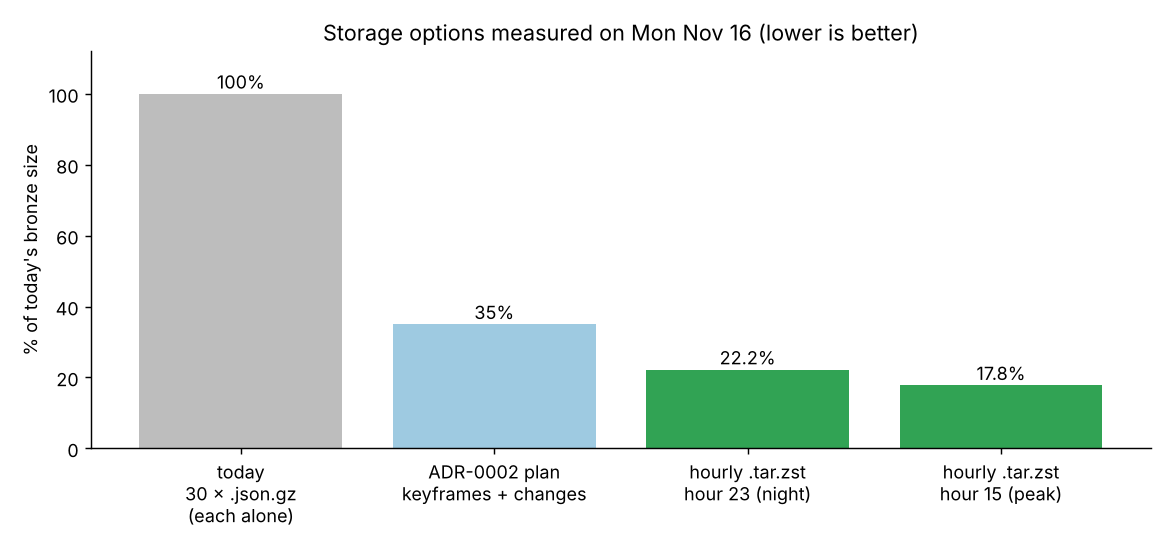 Storage options measured on Mon Nov 16 (lower is better)
% of today's bronze size
100
80
60
40
20
0
100%
35%
22.2%
17.8%
today
30 × .json.gz
(each alone)
ADR-0002 plan
keyframes + changes
hourly .tar.zst
hour 23 (night)
hourly .tar.zst
hour 15 (peak)